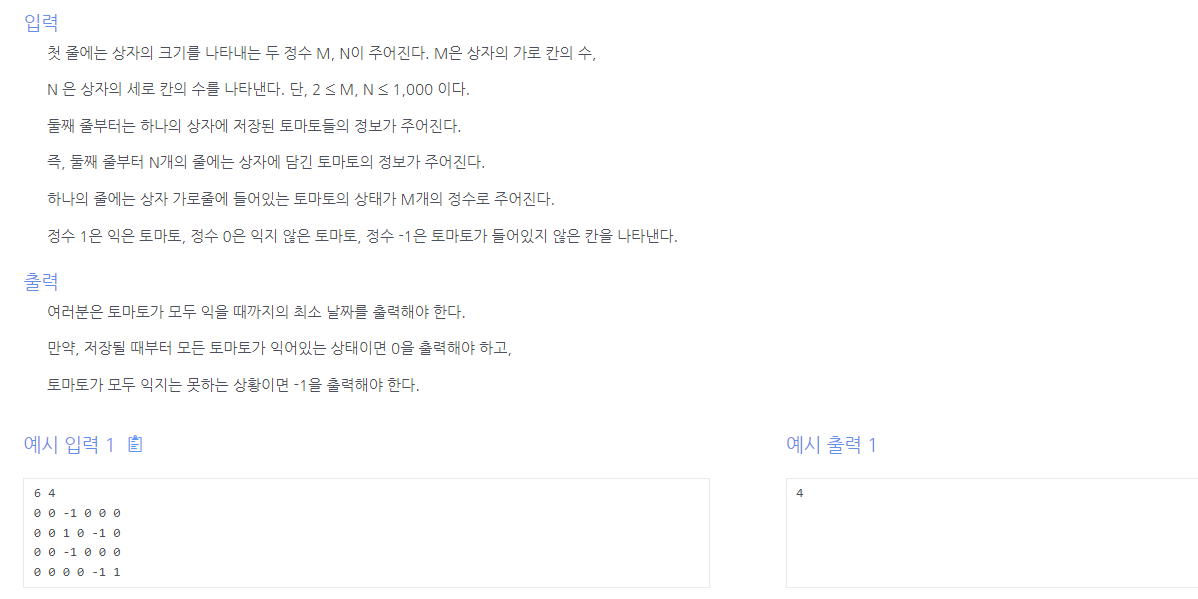 입력
첫 줄에는 상자의 크기를 나타내는 두 정수 M, N이 주어진다. M은 상자의 가로 칸의 수,
N 은 상자의 세로 칸의 수를 나타낸다. 단, 2 ≤ M, N ≤ 1,000 이다.
둘째 줄부터는 하나의 상자에 저장된 토마토들의 정보가 주어진다.
즉, 둘째 줄부터 N개의 줄에는 상자에 담긴 토마토의 정보가 주어진다.
하나의 줄에는 상자 가로줄에 들어있는 토마토의 상태가 M개의 정수로 주어진다.
정수 1은 익은 토마토, 정수 0은 익지 않은 토마토, 정수 -1은 토마토가 들어있지 않은 칸을 나타낸다.
출력
여러분은 토마토가 모두 익을 때까지의 최소 날짜를 출력해야 한다.
만약, 저장될 때부터 모든 토마토가 익어있는 상태이면 0을 출력해야 하고,
토마토가 모두 익지는 못하는 상황이면 -1을 출력해야 한다.
예시 입력 1
6 4
0 0 -1 0 0 0
0 0 1 0 -1 0
0 0 -1 0 0 0
0 0 0 0 -1 1
예시 출력 1
4